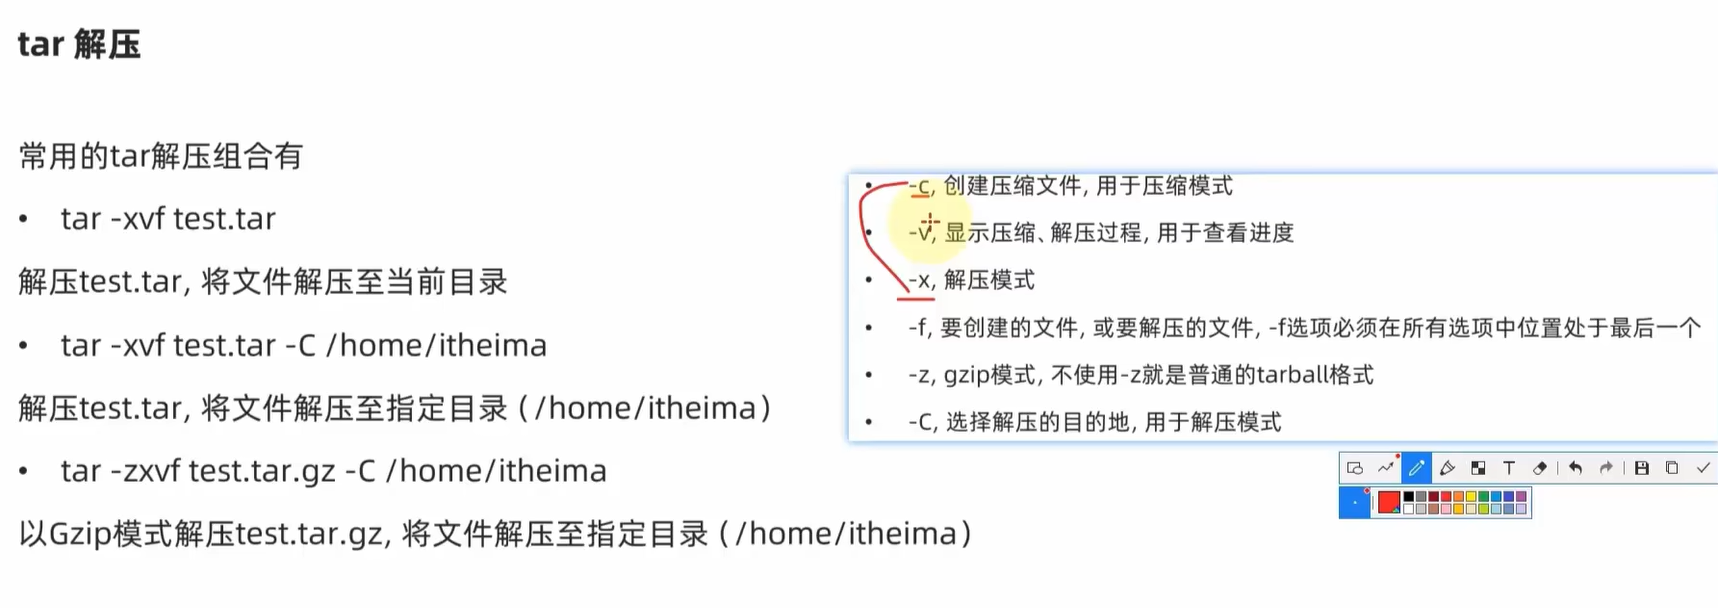 tar 解压
常用的tar解压组合有
• tar -xvf test.tar
解压test.tar, 将文件解压至当前目录
• tar -xvf test.tar -C /home/itheima
解压test.tar, 将文件解压至指定目录 (/home/itheima)
• tar -zxvf test.tar.gz -C /home/itheima
以Gzip模式解压test.tar.gz, 将文件解压至指定目录 (/home/itheima)
• -c, 创建压缩文件, 用于压缩模式
• -v, 显示压缩、解压过程, 用于查看进度
• -x, 解压模式
• -f, 要创建的文件, 或要解压的文件, -f选项必须在所有选项中位置处于最后一个
• -z, gzip模式, 不使用-z就是普通的tarball格式
• -C, 选择解压的目的地, 用于解压模式